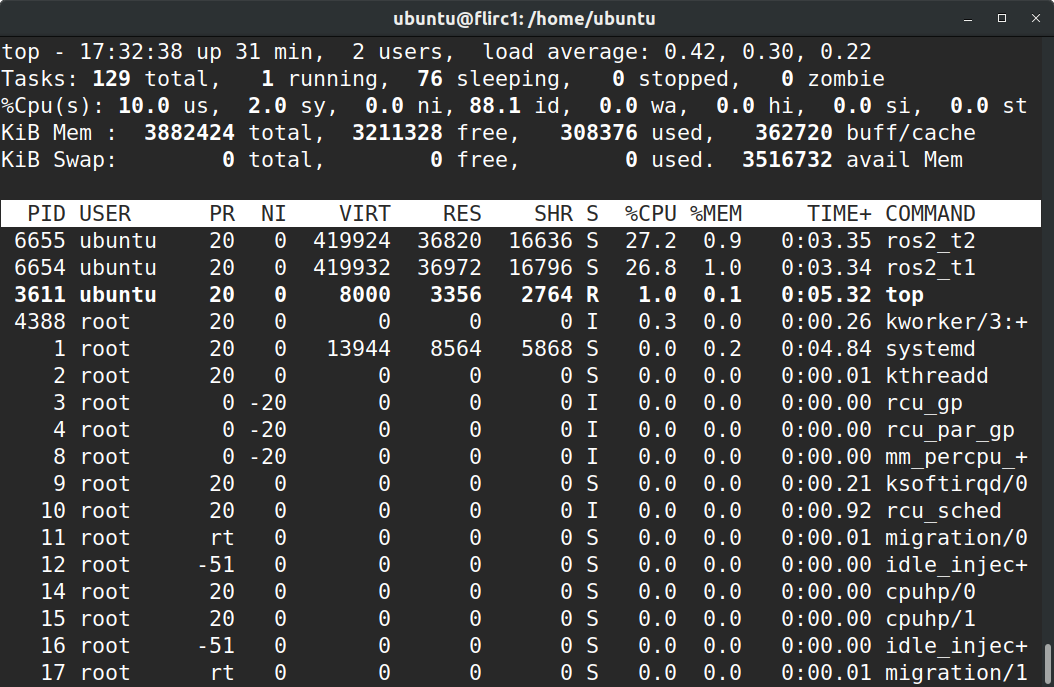 ubuntu@flirc1: /home/ubuntu
top - 17:32:38 up 31 min,  2 users,  load average: 0.42, 0.30, 0.22
Tasks: 129 total,   1 running,  76 sleeping,   0 stopped,   0 zombie
%Cpu(s): 10.0 us,  2.0 sy,  0.0 ni, 88.1 id,  0.0 wa,  0.0 hi,  0.0 si,  0.0 st
KiB Mem :  3882424 total,  3211328 free,   308376 used,   362720 buff/cache
KiB Swap:        0 total,        0 free,        0 used.  3516732 avail Mem
  PID USER      PR  NI    VIRT    RES    SHR S  %CPU %MEM     TIME+ COMMAND
 6655 ubuntu    20   0  419924  36820  16636 S  27.2  0.9   0:03.35 ros2_t2
 6654 ubuntu    20   0  419932  36972  16796 S  26.8  1.0   0:03.34 ros2_t1
 3611 ubuntu    20   0    8000   3356   2764 R   1.0  0.1   0:05.32 top
 4388 root      20   0       0      0      0 I   0.3  0.0   0:00.26 kworker/3:+
    1 root      20   0   13944   8564   5868 S   0.0  0.2   0:04.84 systemd
    2 root      20   0       0      0      0 S   0.0  0.0   0:00.01 kthreadd
    3 root       0 -20       0      0      0 I   0.0  0.0   0:00.00 rcu_gp
    4 root       0 -20       0      0      0 I   0.0  0.0   0:00.00 rcu_par_gp
    8 root       0 -20       0      0      0 I   0.0  0.0   0:00.00 mm_percpu_+
    9 root      20   0       0      0      0 S   0.0  0.0   0:00.21 ksoftirqd/0
   10 root      20   0       0      0      0 I   0.0  0.0   0:00.92 rcu_sched
   11 root      rt   0       0      0      0 S   0.0  0.0   0:00.01 migration/0
   12 root     -51   0       0      0      0 S   0.0  0.0   0:00.00 idle_injec+
   14 root      20   0       0      0      0 S   0.0  0.0   0:00.00 cpuhp/0
   15 root      20   0       0      0      0 S   0.0  0.0   0:00.00 cpuhp/1
   16 root     -51   0       0      0      0 S   0.0  0.0   0:00.00 idle_injec+
   17 root      rt   0       0      0      0 S   0.0  0.0   0:00.01 migration/1